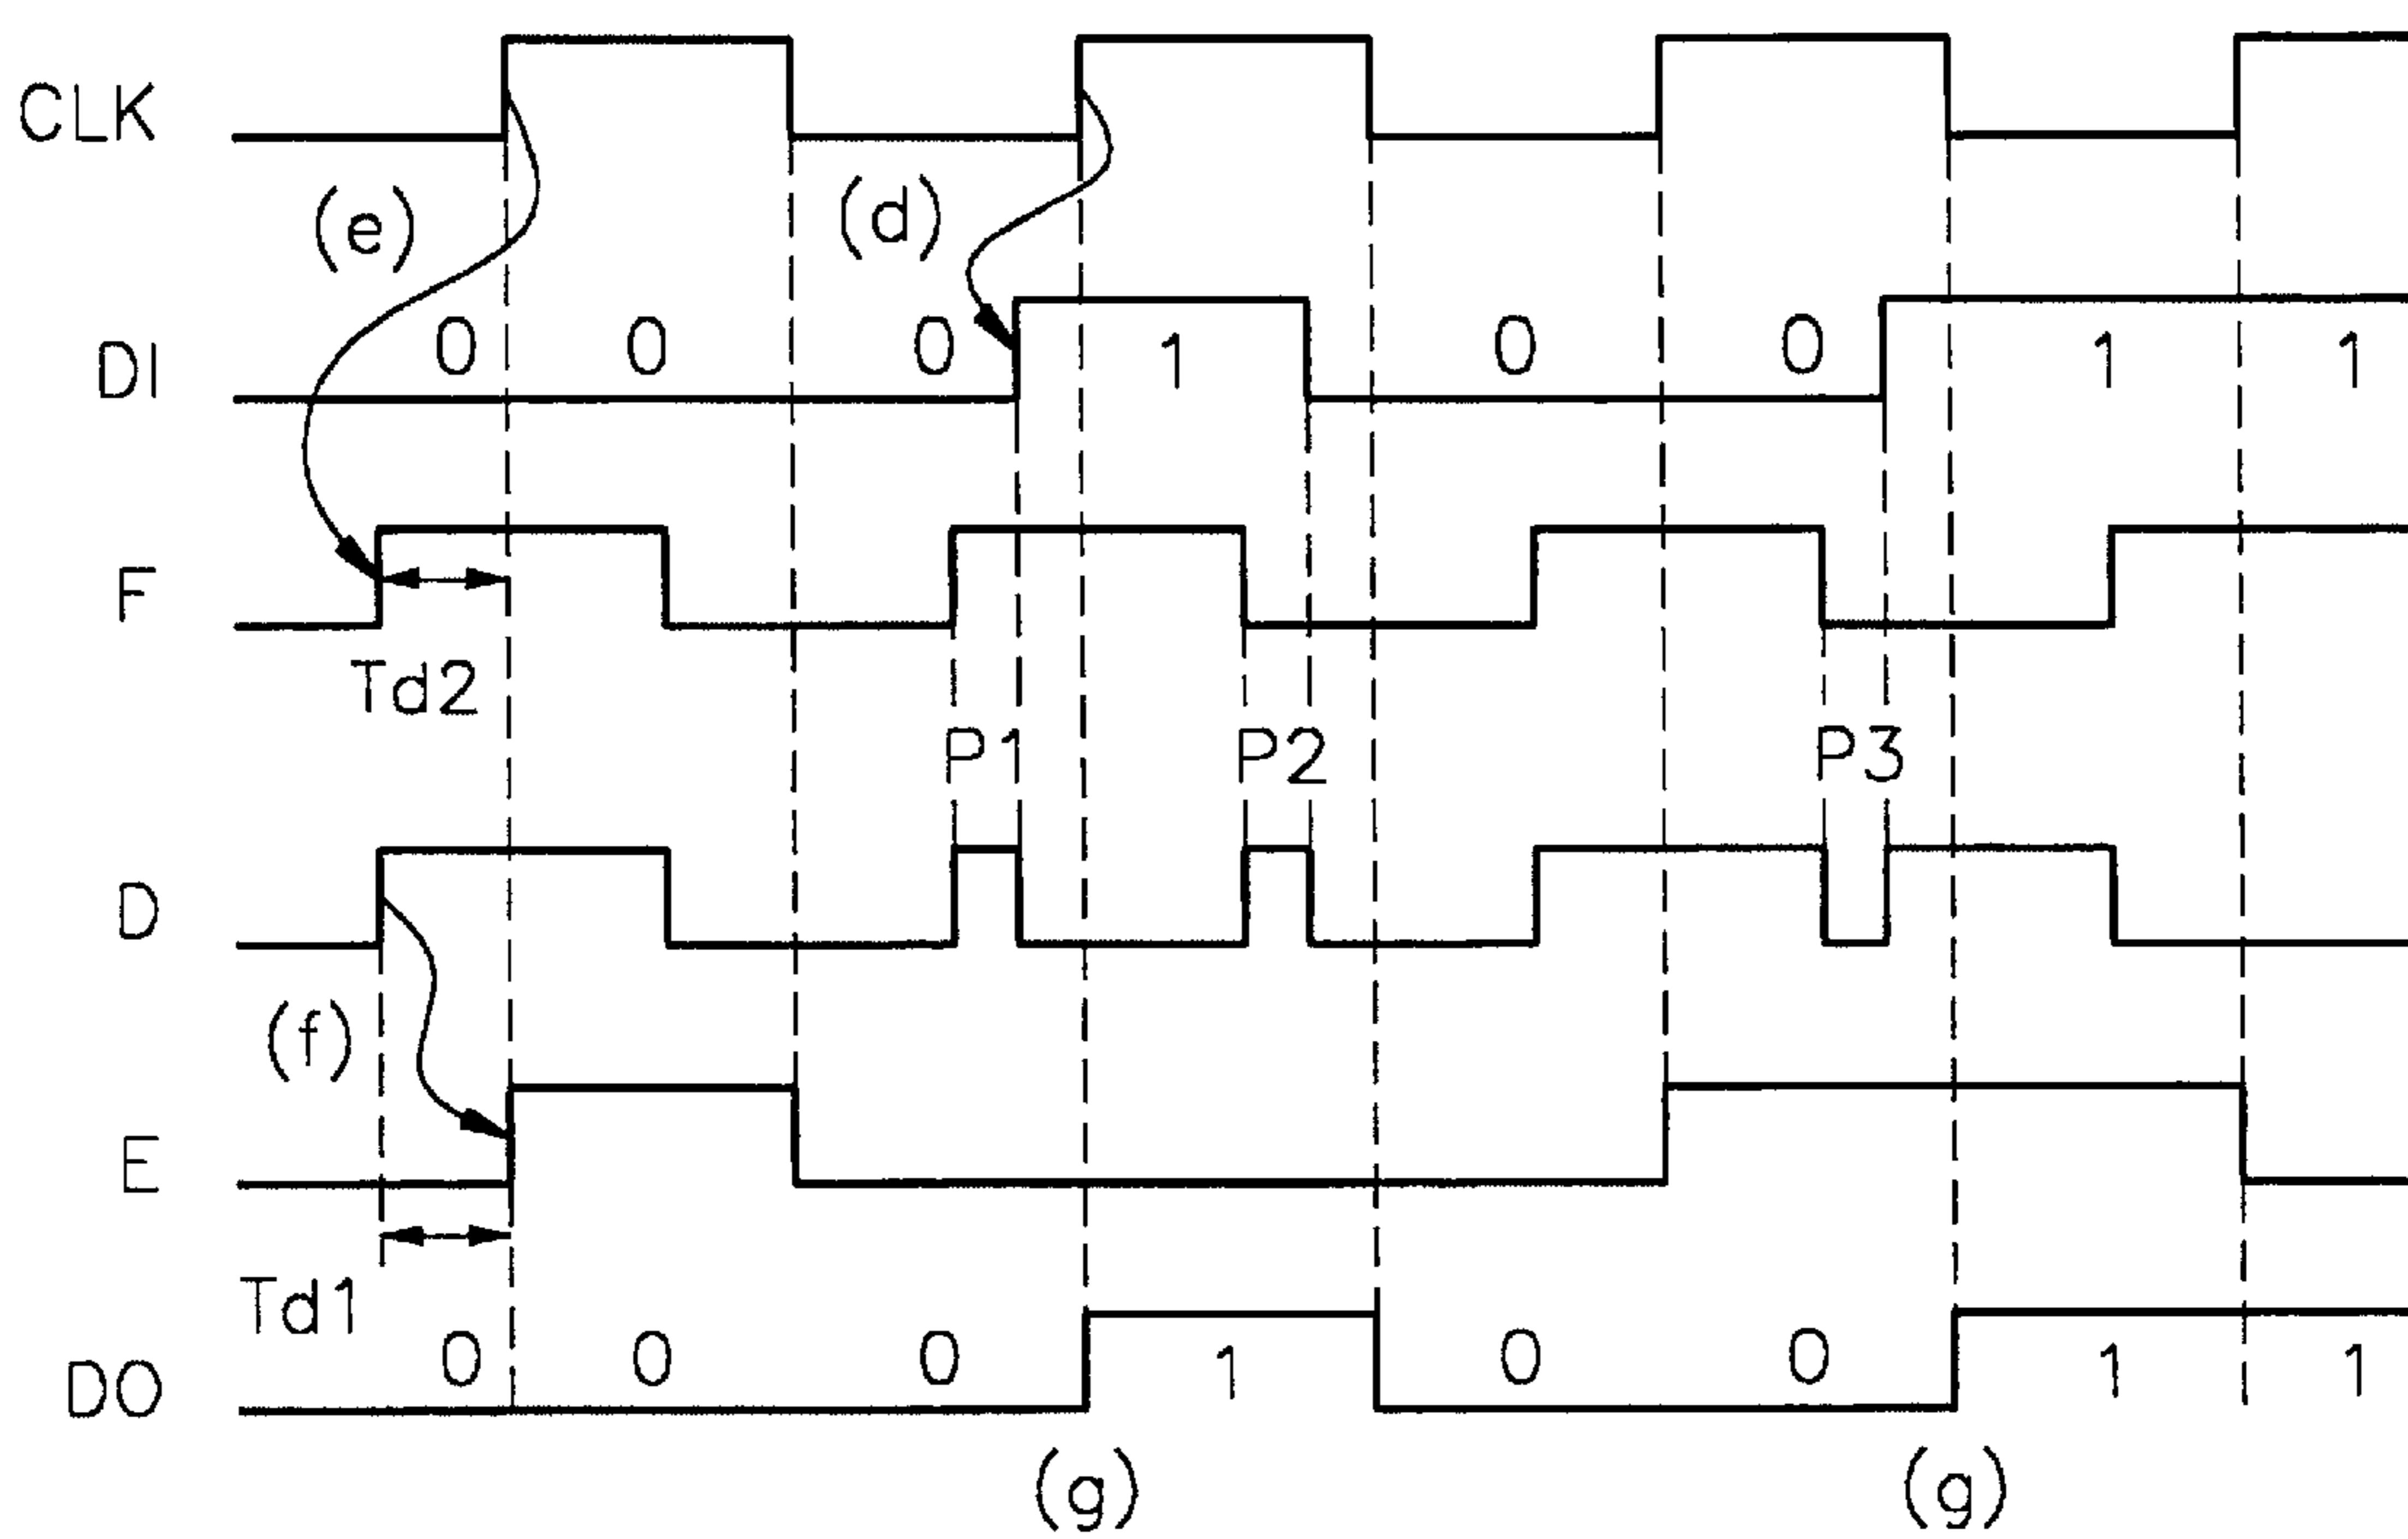 CLK
(e) (d)
DI 0 0 0 1 0 0 1 1
F
Td2
P1 P2 P3
D
(f)
E
Td1
DO 0 0 0 1 0 0 1 1
(g) (g)